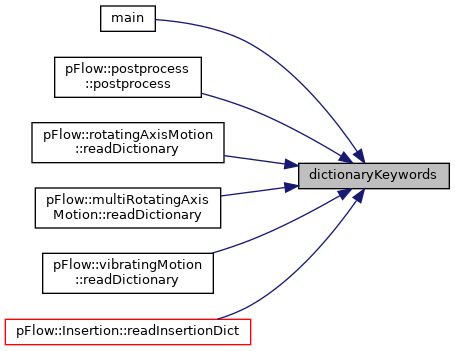 main
pFlow::postprocess
::postprocess
pFlow::rotatingAxisMotion
::readDictionary
dictionaryKeywords
pFlow::multiRotatingAxis
Motion::readDictionary
pFlow::vibratingMotion
::readDictionary
pFlow::Insertion::readInsertionDict